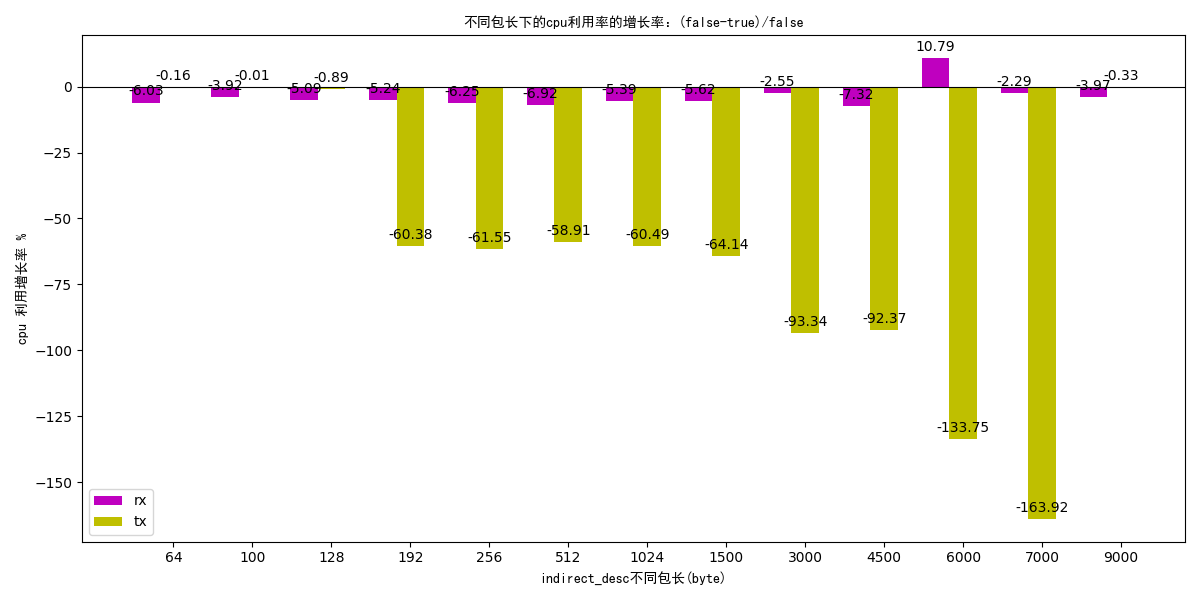 不同包长下的cpu利用率的增长率：(false-true)/false
10.79
-0.16 -0.01 -0.89 -0.33
-6.03 -3.92 -5.09 -5.24 -6.25 -6.92 -5.39 -5.62 -2.55 -7.32 -2.29 -3.97
-60.38 -61.55 -58.91 -60.49 -64.14
-93.34 -92.37
-133.75
-163.92
0
−25
−50
−75
−100
−125
−150
cpu 利用增长率 %
rx
tx
64 100 128 192 256 512 1024 1500 3000 4500 6000 7000 9000
indirect_desc不同包长(byte)